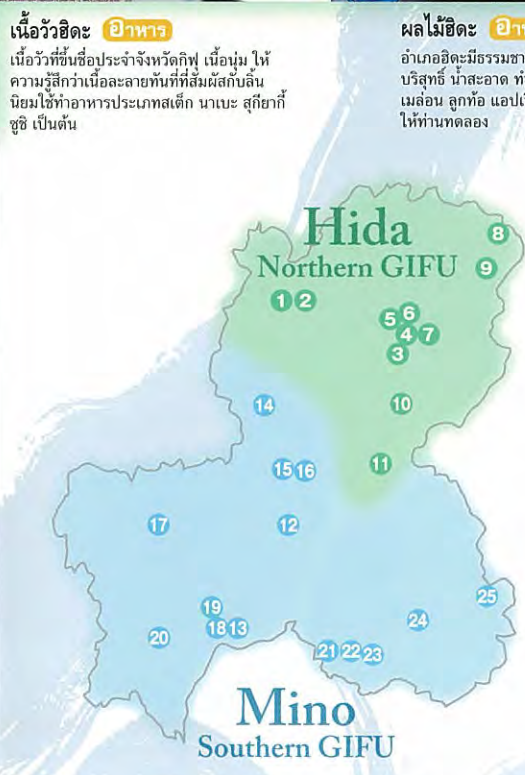 เนื้อวัวฮิดะ อาหาร
เนื้อวัวที่ขึ้นชื่อประจำจังหวัดกิฟุ เนื้อนุ่ม ให้
ความรู้สึกว่าเนื้อละลายทันทีที่สัมผัสกับลิ้น
นิยมใช้ทำอาหารประเภทสเต็ก นาเบะ สุกียากี้
ซูชิ เป็นต้น
ผลไม้ฮิดะ
อำเภอฮิดะมีธรรมชา
บริสุทธิ์ น้ำสะอาด
เมล่อน ลูกท้อ
ให้ท่านทดลอง
Hida
Northern GIFU
8
9
1 2
6
5
4 7
3
14
10
15 16
11
17
12
19
18 13
20
21 22 23
24
25
Mino
Southern GIFU